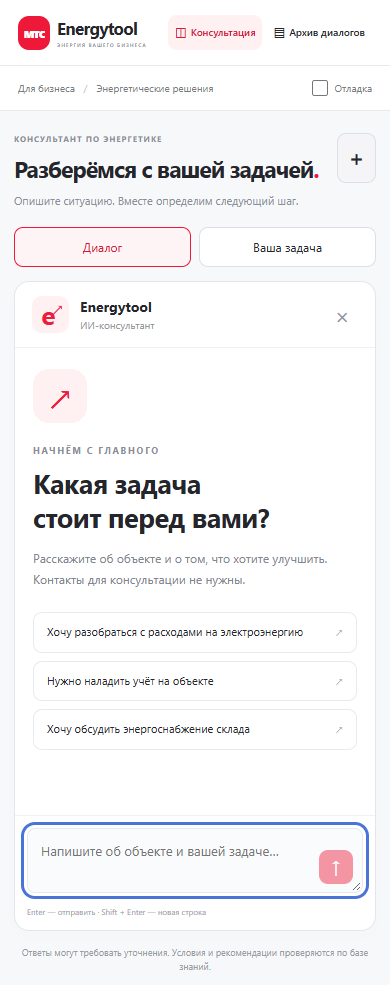 мтс
Energytool
ЭНЕРГИЯ ВАШЕГО БИЗНЕСА
Консультация
Архив диалогов
Для бизнеса / Энергетические решения
Отладка
КОНСУЛЬТАНТ ПО ЭНЕРГЕТИКЕ
Разберёмся с вашей задачей.
Опишите ситуацию. Вместе определим следующий шаг.
+
Диалог
Ваша задача
e↗
Energytool
ИИ-консультант
×
↗
НАЧНЁМ С ГЛАВНОГО
Какая задача
стоит перед вами?
Расскажите об объекте и о том, что хотите улучшить.
Контакты для консультации не нужны.
Хочу разобраться с расходами на электроэнергию ↗
Нужно наладить учёт на объекте ↗
Хочу обсудить энергоснабжение склада ↗
Напишите об объекте и вашей задаче...
↑
Enter — отправить · Shift + Enter — новая строка
Ответы могут требовать уточнения. Условия и рекомендации проверяются по базе
знаний.